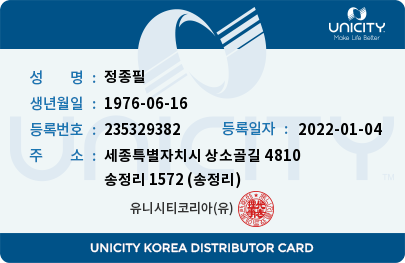 UNICITY
Make Life Better
성 명 : 정종필
생년월일 : 1976-06-16
등록번호 : 235329382 등록일자 : 2022-01-04
주 소 : 세종특별자치시 상소골길 4810
송정리 1572 (송정리)
유니시티코리아(유)
UNICITY
UNICITY KOREA DISTRIBUTOR CARD